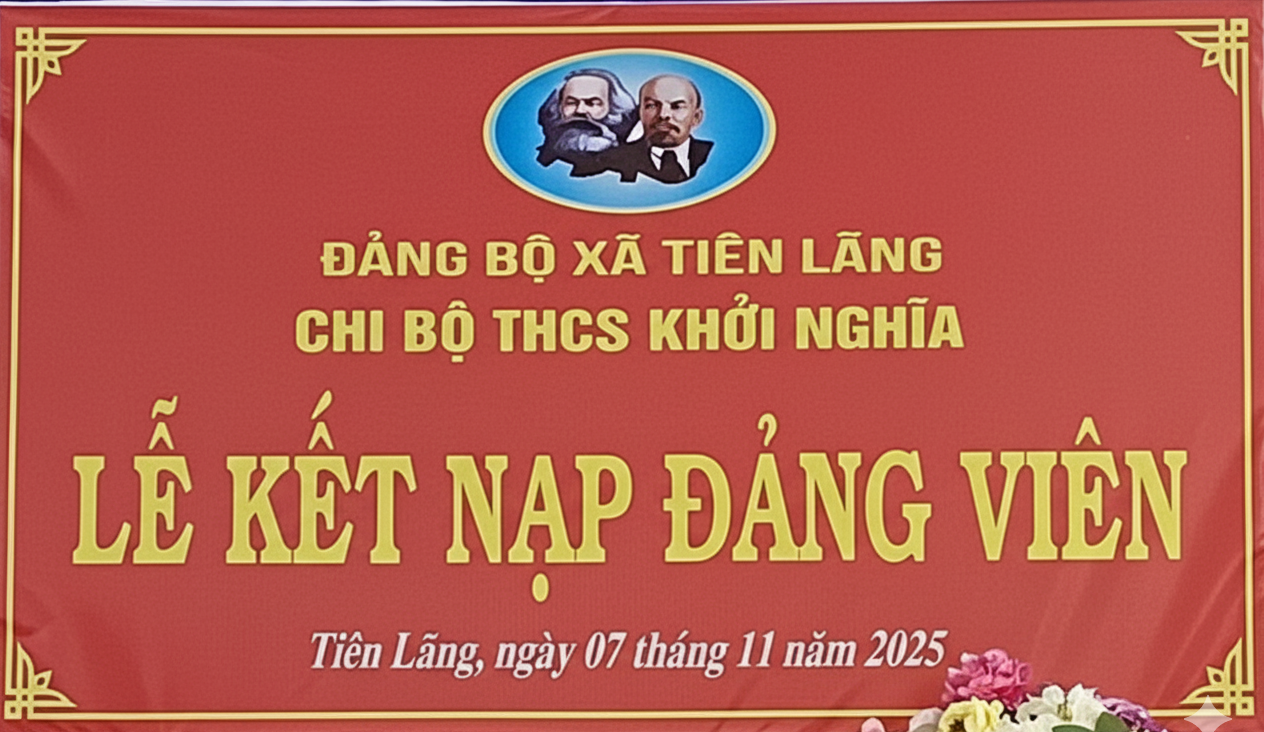 ĐẢNG BỘ XÃ TIÊN LÃNG
CHI BỘ THCS KHỞI NGHĨA
LỄ KẾT NẠP ĐẢNG VIÊN
Tiên Lãng, ngày 07 tháng 11 năm 2025